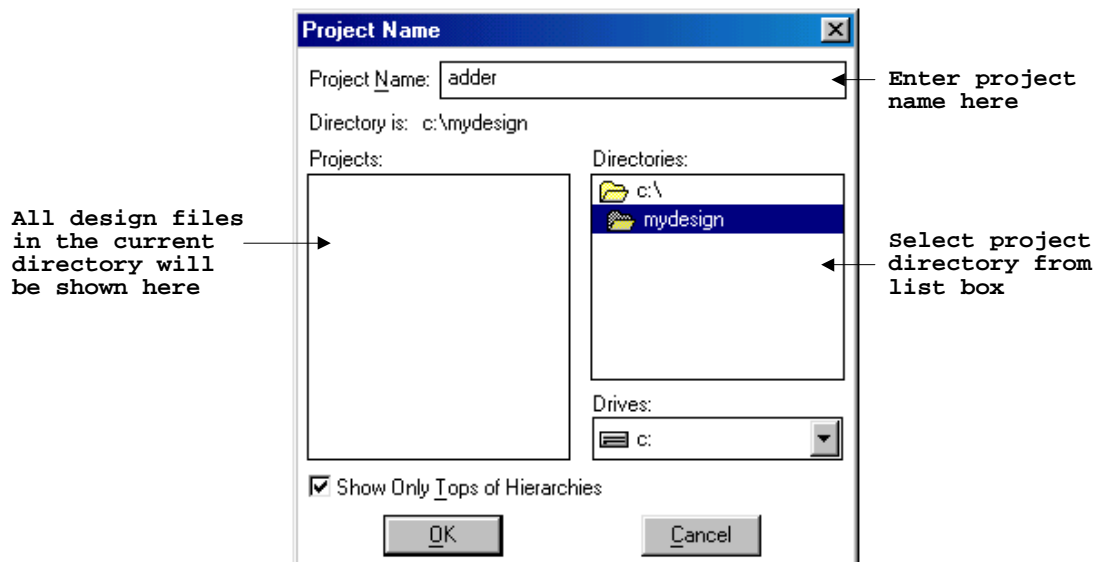 Project Name
Project Name: adder
Enter project
name here
Directory is: c:\mydesign
Projects:
Directories:
c:\
mydesign
All design files
in the current
directory will
be shown here
Select project
directory from
list box
Drives:
c:
Show Only Tops of Hierarchies
OK
Cancel